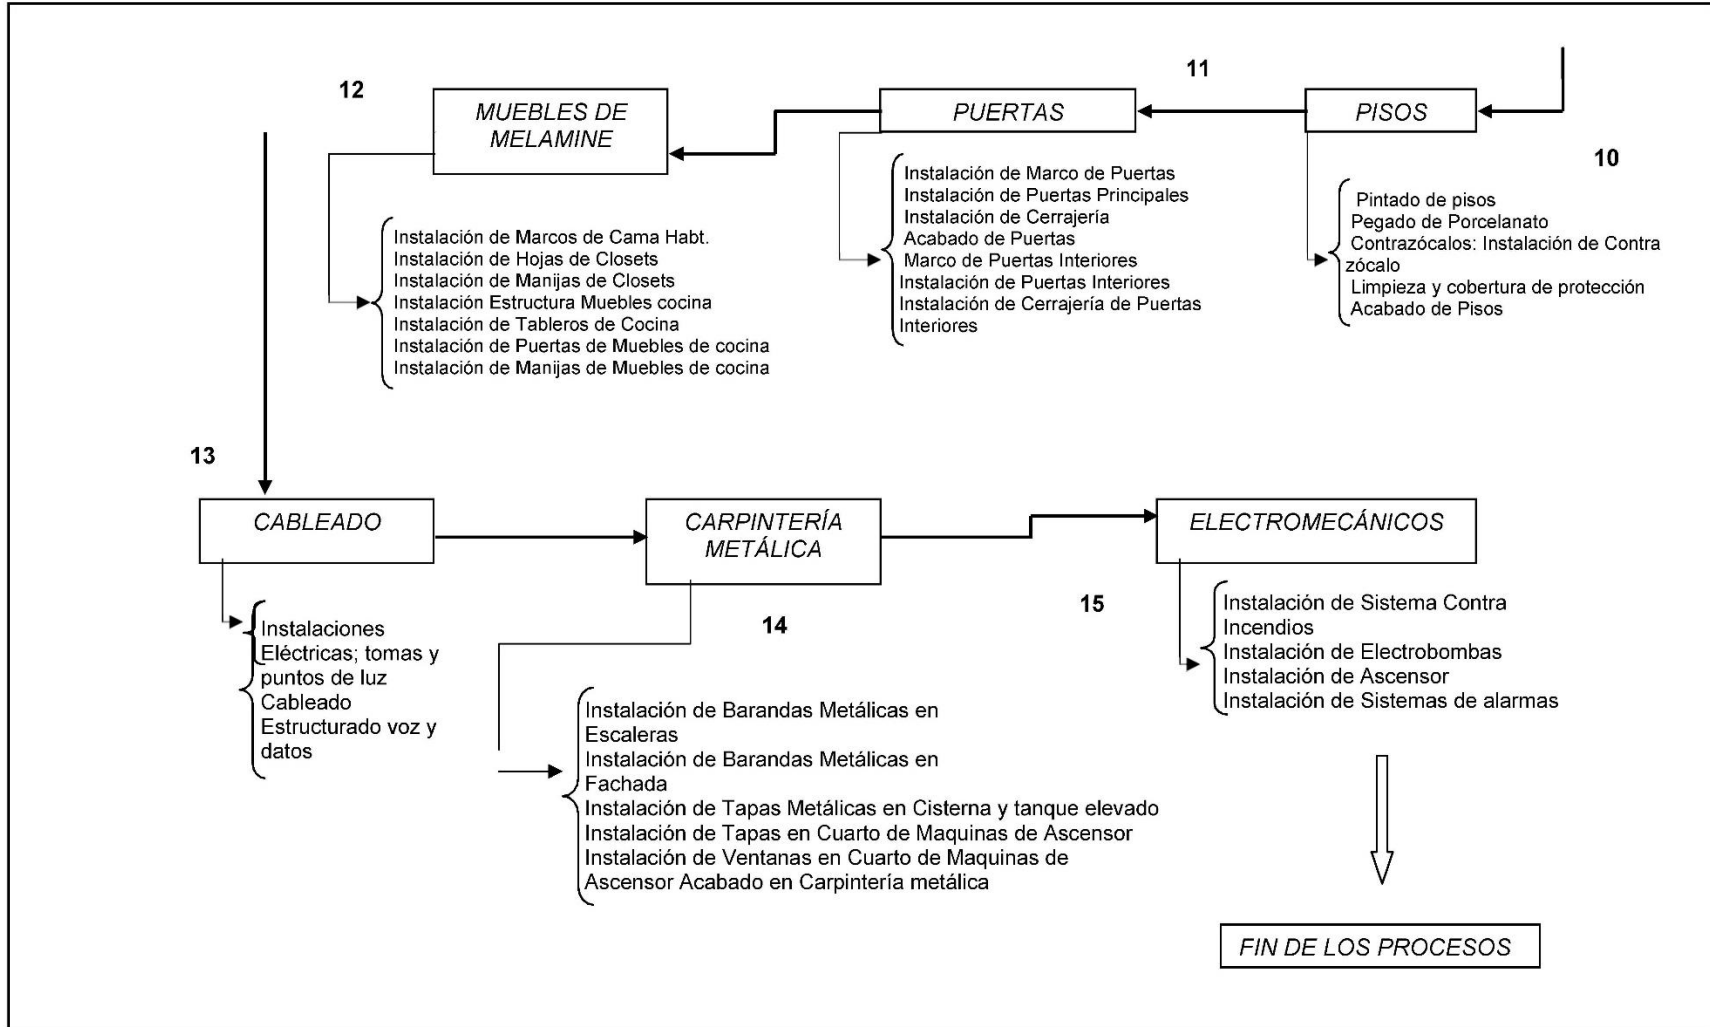 10
PISOS
Pintado de pisos
Pegado de Porcelanato
Contrazócalos: Instalación de Contra
zócalo
Limpieza y cobertura de protección
Acabado de Pisos
11
PUERTAS
Instalación de Marco de Puertas
Instalación de Puertas Principales
Instalación de Cerrajería
Acabado de Puertas
Marco de Puertas Interiores
Instalación de Puertas Interiores
Instalación de Cerrajería de Puertas
Interiores
12
MUEBLES DE
MELAMINE
Instalación de Marcos de Cama Habt.
Instalación de Hojas de Closets
Instalación de Manijas de Closets
Instalación Estructura Muebles cocina
Instalación de Tableros de Cocina
Instalación de Puertas de Muebles de cocina
Instalación de Manijas de Muebles de cocina
13
CABLEADO
Instalaciones
Eléctricas; tomas y
puntos de luz
Cableado
Estructurado voz y
datos
CARPINTERÍA
METÁLICA
14
Instalación de Barandas Metálicas en
Escaleras
Instalación de Barandas Metálicas en
Fachada
Instalación de Tapas Metálicas en Cisterna y tanque elevado
Instalación de Tapas en Cuarto de Maquinas de Ascensor
Instalación de Ventanas en Cuarto de Maquinas de
Ascensor Acabado en Carpintería metálica
15
ELECTROMECÁNICOS
Instalación de Sistema Contra
Incendios
Instalación de Electrobombas
Instalación de Ascensor
Instalación de Sistemas de alarmas
FIN DE LOS PROCESOS